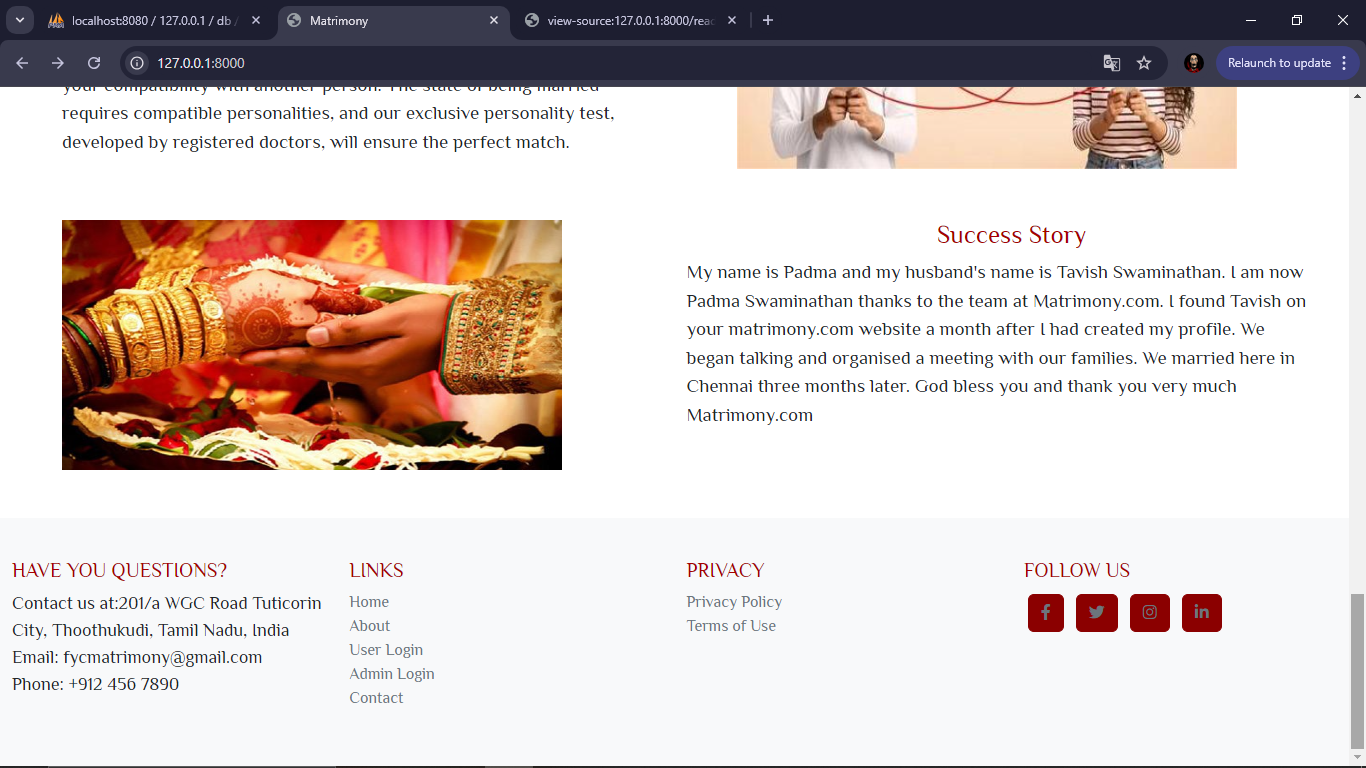 localhost:8080 / 127.0.0.1 / db /
Matrimony
view-source:127.0.0.1:8000/read
127.0.0.1:8000
Relaunch to update
your compatibility with another person. The state of being married
requires compatible personalities, and our exclusive personality test,
developed by registered doctors, will ensure the perfect match.
Success Story
My name is Padma and my husband's name is Tavish Swaminathan. I am now
Padma Swaminathan thanks to the team at Matrimony.com. I found Tavish on
your matrimony.com website a month after I had created my profile. We
began talking and organised a meeting with our families. We married here in
Chennai three months later. God bless you and thank you very much
Matrimony.com
HAVE YOU QUESTIONS?
Contact us at:201/a WGC Road Tuticorin
City, Thoothukudi, Tamil Nadu, India
Email: fycmatrimony@gmail.com
Phone: +912 456 7890
LINKS
Home
About
User Login
Admin Login
Contact
PRIVACY
Privacy Policy
Terms of Use
FOLLOW US